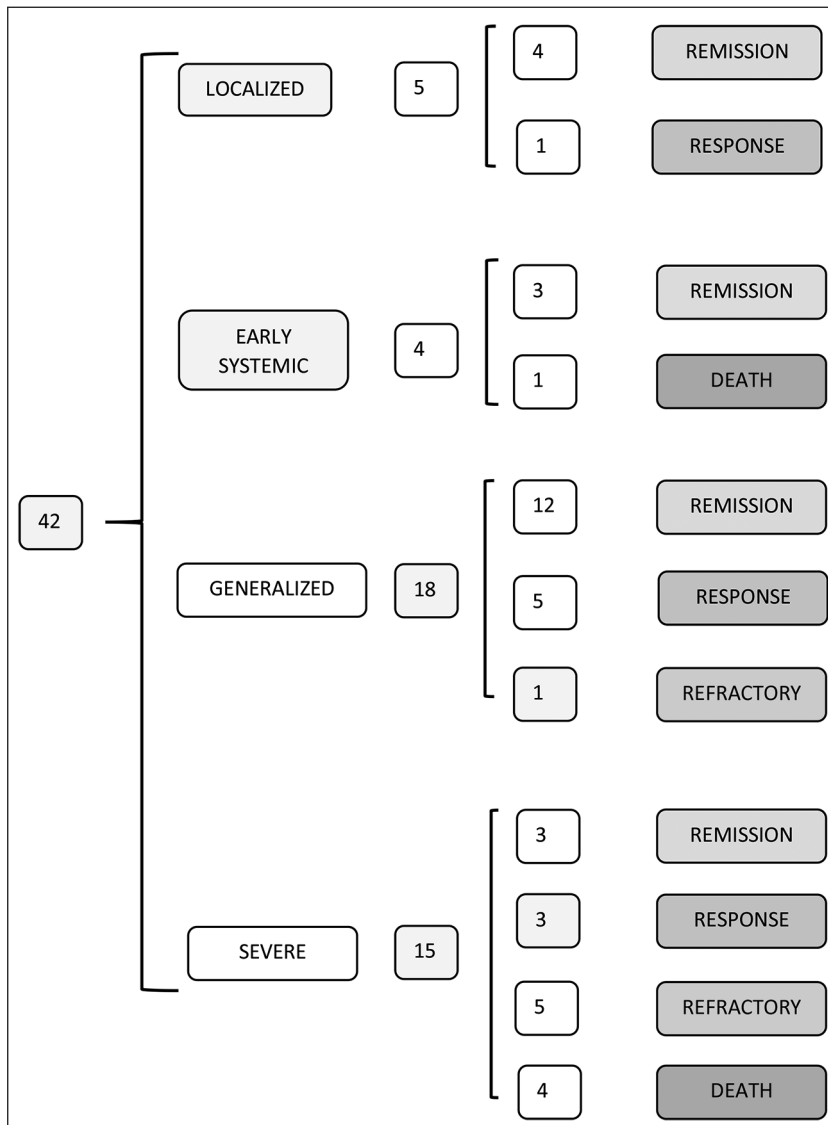 42
LOCALIZED
5
4
REMISSION
1
RESPONSE
EARLY
SYSTEMIC
4
3
REMISSION
1
DEATH
GENERALIZED
18
12
REMISSION
5
RESPONSE
1
REFRACTORY
SEVERE
15
3
REMISSION
3
RESPONSE
5
REFRACTORY
4
DEATH